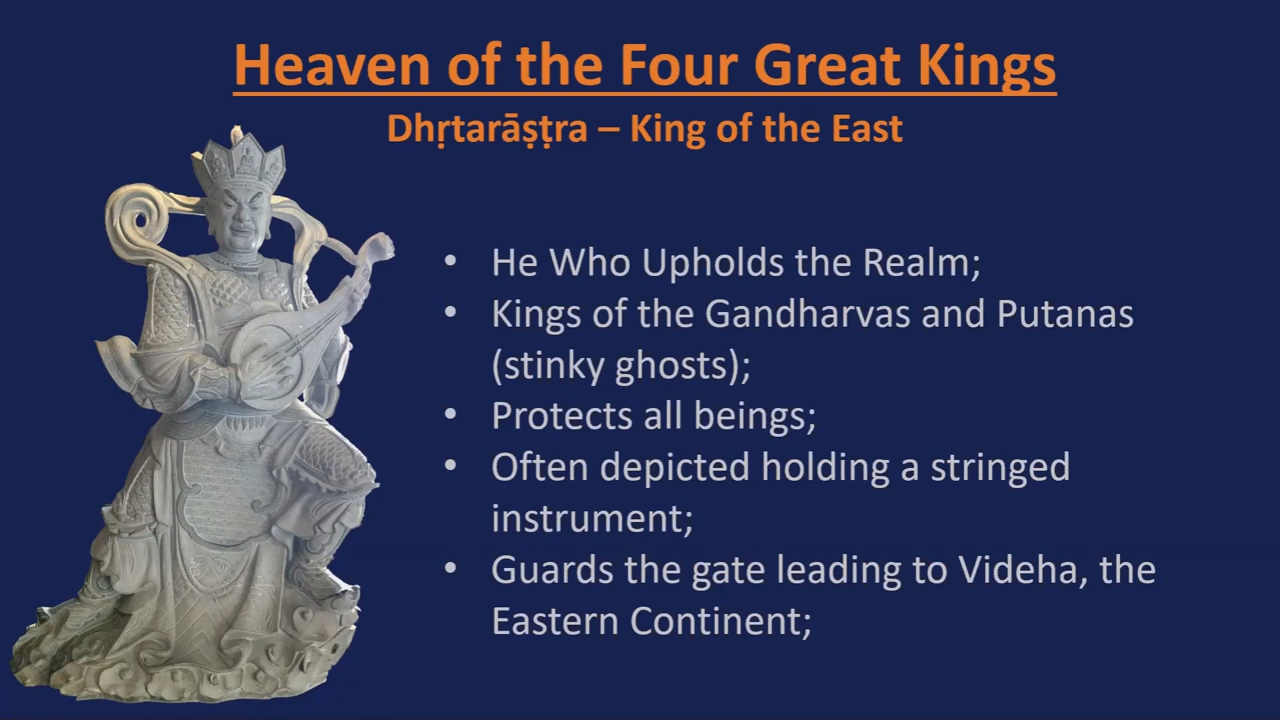 Heaven of the Four Great Kings
Dhṛtarāṣṭra – King of the East
• He Who Upholds the Realm;
• Kings of the Gandharvas and Putanas
(stinky ghosts);
• Protects all beings;
• Often depicted holding a stringed
instrument;
• Guards the gate leading to Videha, the
Eastern Continent;